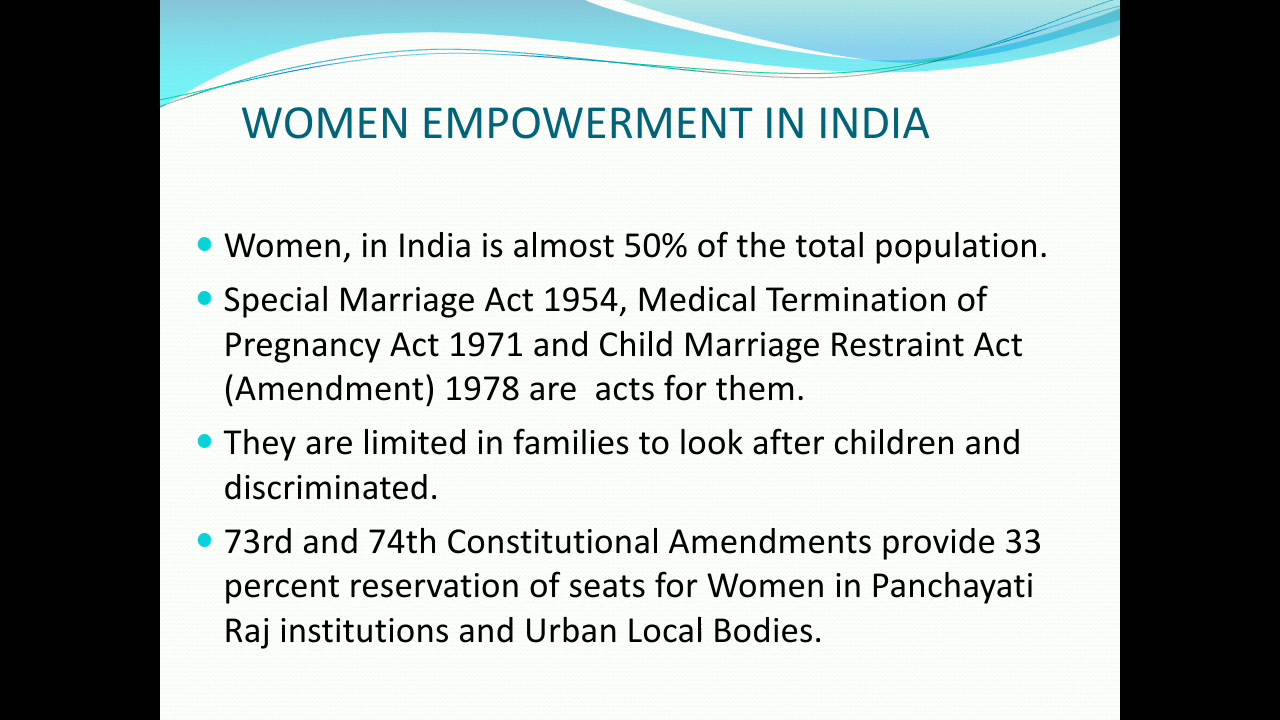 WOMEN EMPOWERMENT IN INDIA
Women, in India is almost 50% of the total population.
Special Marriage Act 1954, Medical Termination of
Pregnancy Act 1971 and Child Marriage Restraint Act
(Amendment) 1978 are  acts for them.
They are limited in families to look after children and
discriminated.
73rd and 74th Constitutional Amendments provide 33
percent reservation of seats for Women in Panchayati
Raj institutions and Urban Local Bodies.